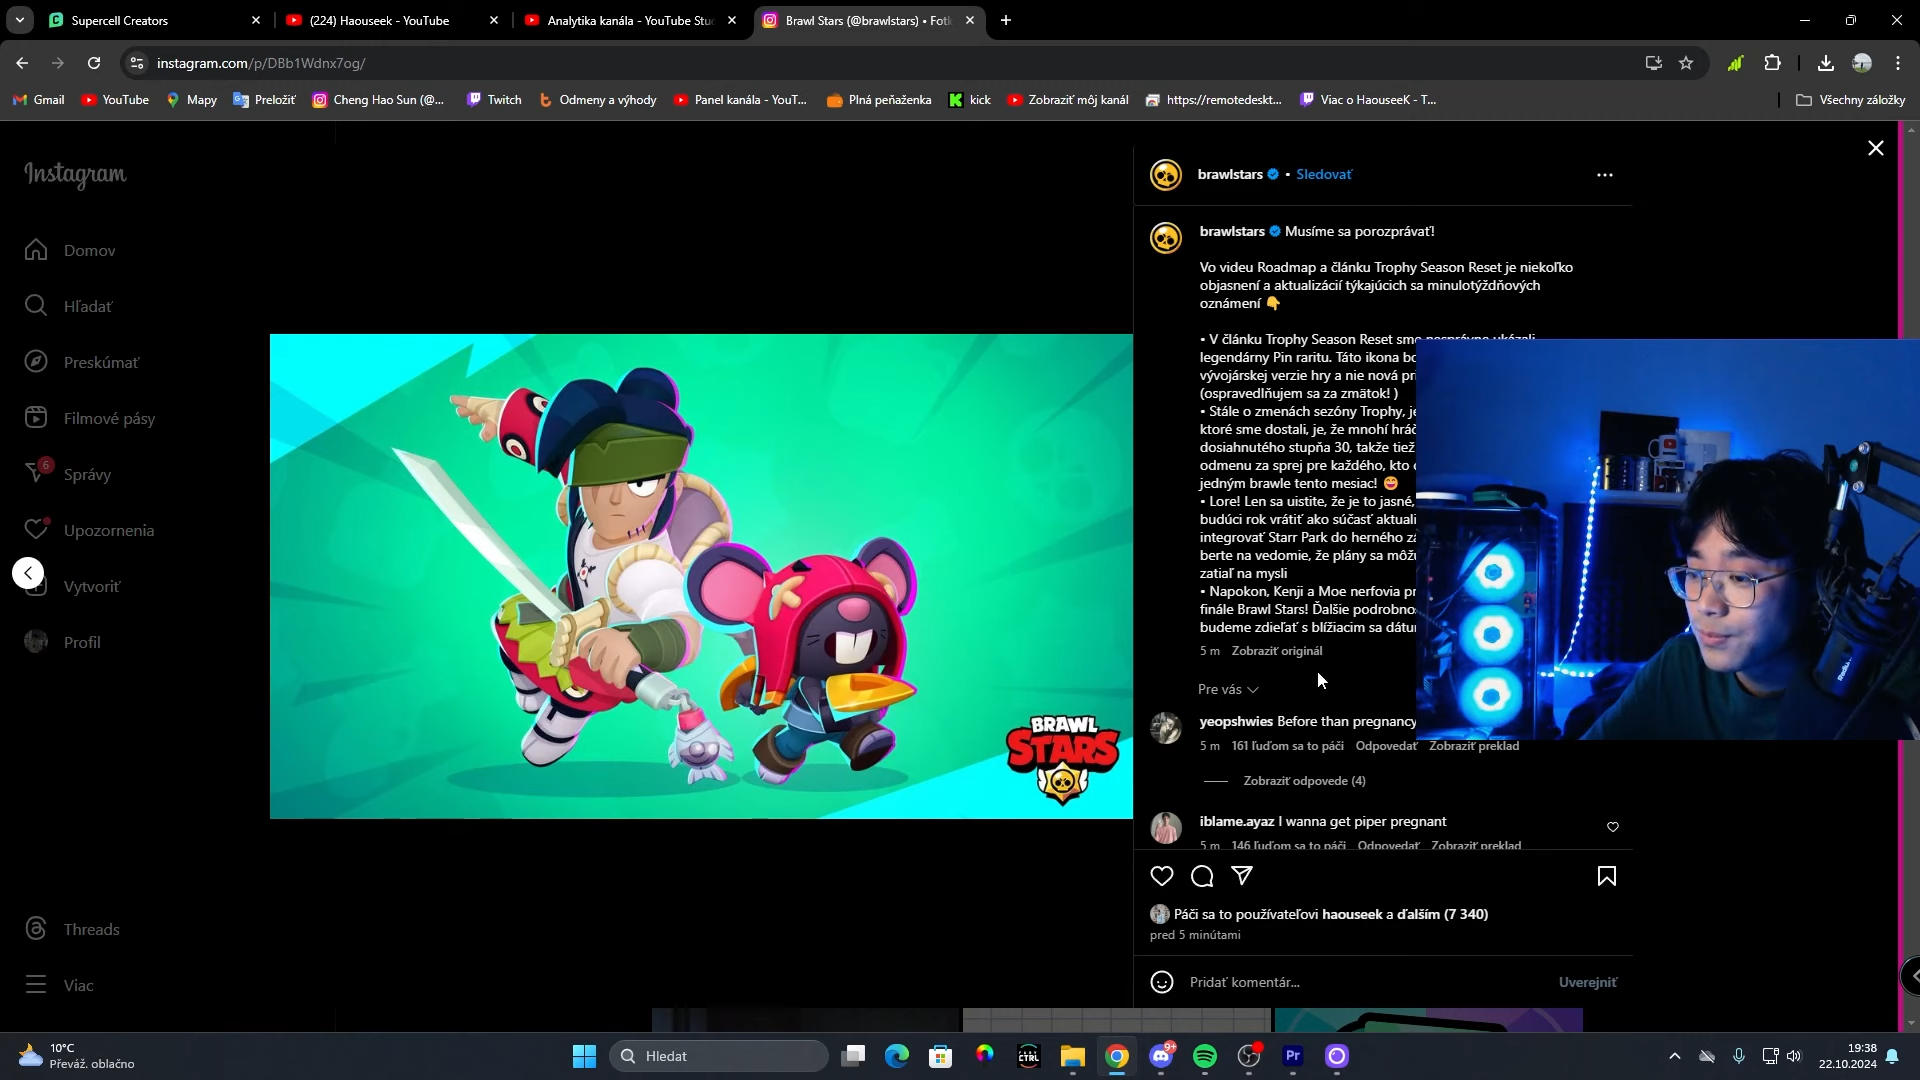 Supercell Creators
(224) Haouseek - YouTube
Analytika kanála - YouTube Stu
Brawl Stars (@brawlstars) • Fotk
instagram.com/p/DBb1Wdnx7og/
Gmail
YouTube
Mapy
Preložiť
Cheng Hao Sun (@...
Twitch
Odmeny a výhody
Panel kanála - YouT...
Plná peňaženka
kick
Zobraziť môj kanál
https://remotedeskt...
Viac o HaouseeK - T...
Všechny záložky
Instagram
Domov
Hľadať
Preskúmať
Filmové pásy
6
Správy
Upozornenia
Vytvoriť
Profil
Threads
Viac
BRAWL
STARS
brawlstars • Sledovať
brawlstars Musíme sa porozprávať!
Vo videu Roadmap a článku Trophy Season Reset je niekoľko
objasnení a aktualizácií týkajúcich sa minulotýždňových
oznámení 👇
• V článku Trophy Season Reset sme nesprávne ukázali
legendárny Pin raritu. Táto ikona
vývojárskej verzie hry a nie nová
(ospravedlňujem sa za zmätok! )
• Stále o zmenách sezóny Trophy,
ktoré sme dostali, je, že mnohí
dosiahnutého stupňa 30, takže tiež
odmenu za sprej pre každého, kto
jedným brawle tento mesiac! 😄
• Lore! Len sa uistite, že je to jasné,
budúci rok vrátiť ako súčasť
integrovať Starr Park do herného
berte na vedomie, že plány sa
zatiaľ na mysli
• Napokon, Kenji a Moe nerfovia
finále Brawl Stars! Ďalšie
budeme zdieľať s blížiacim sa
5 m Zobraziť originál
Pre vás
yeopshwies Before than pregnancy
5 m 161 ľuďom sa to páči Odpovedať Zobraziť preklad
Zobraziť odpovede (4)
iblame.ayaz I wanna get piper pregnant
5 m 146 ľuďom sa to páči Odpovedať Zobraziť preklad
Páči sa to používateľovi haouseek a ďalším (7 340)
pred 5 minútami
Pridať komentár...
Uverejniť
10°C
Převáž. oblačno
Hledat
CTRL
9+
Pr
19:38
22.10.2024